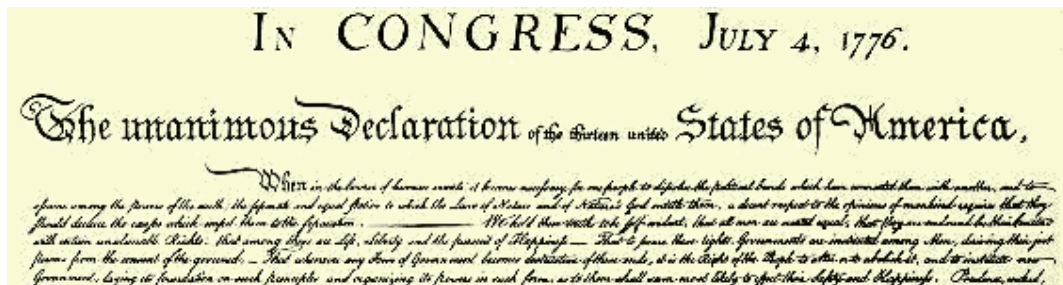 In CONGRESS, July 4, 1776.
The unanimous Declaration of the thirteen united States of America,
When in the Course of human events it becomes necessary for one people to dissolve the political bands which have connected them with another, and to
assume among the powers of the earth, the separate and equal station to which the Laws of Nature and of Nature's God entitle them, a decent respect to the opinions of mankind requires that they
should declare the causes which impel them to the separation. We hold these truths to be self-evident, that all men are created equal, that they are endowed by their Creator
with certain unalienable Rights, that among these are Life, Liberty and the pursuit of Happiness — That to secure these rights, Governments are instituted among Men, deriving their just
powers from the consent of the governed, — That whenever any Form of Government becomes destructive of these ends, it is the Right of the People to alter or to abolish it, and to institute new
Government, laying its foundation on such principles and organizing its powers in such form, as to them shall seem most likely to effect their Safety and Happiness. Prudence, indeed,